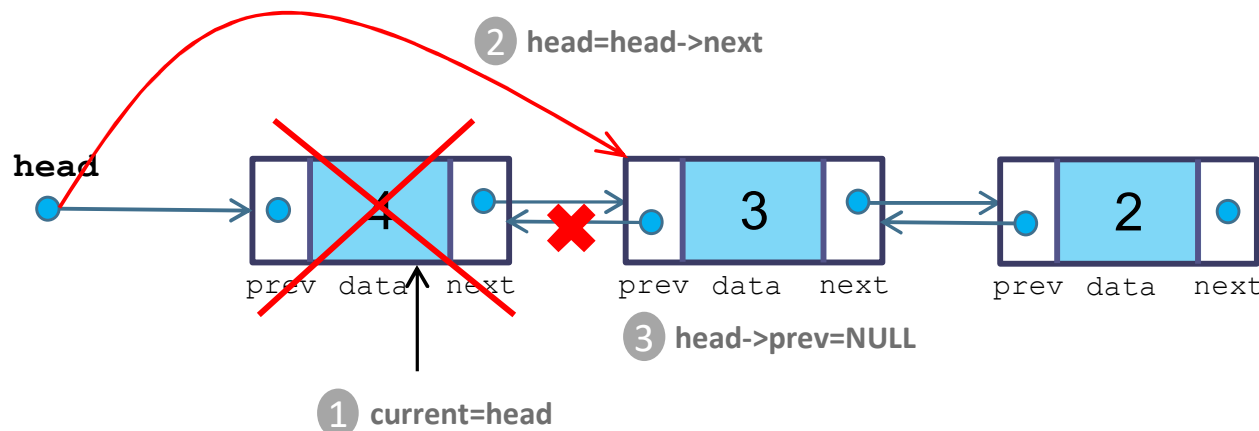 2 head=head->next
head
4 3 2
prev data next prev data next prev data next
3 head->prev=NULL
1 current=head